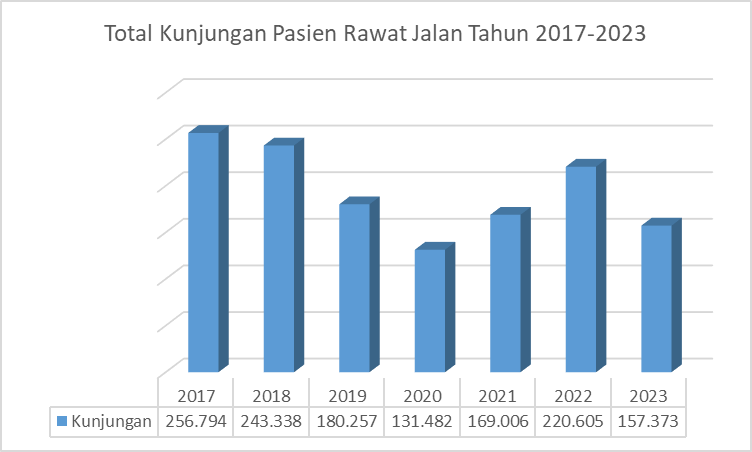 Total Kunjungan Pasien Rawat Jalan Tahun 2017-2023
2017 2018 2019 2020 2021 2022 2023
Kunjungan 256.794 243.338 180.257 131.482 169.006 220.605 157.373